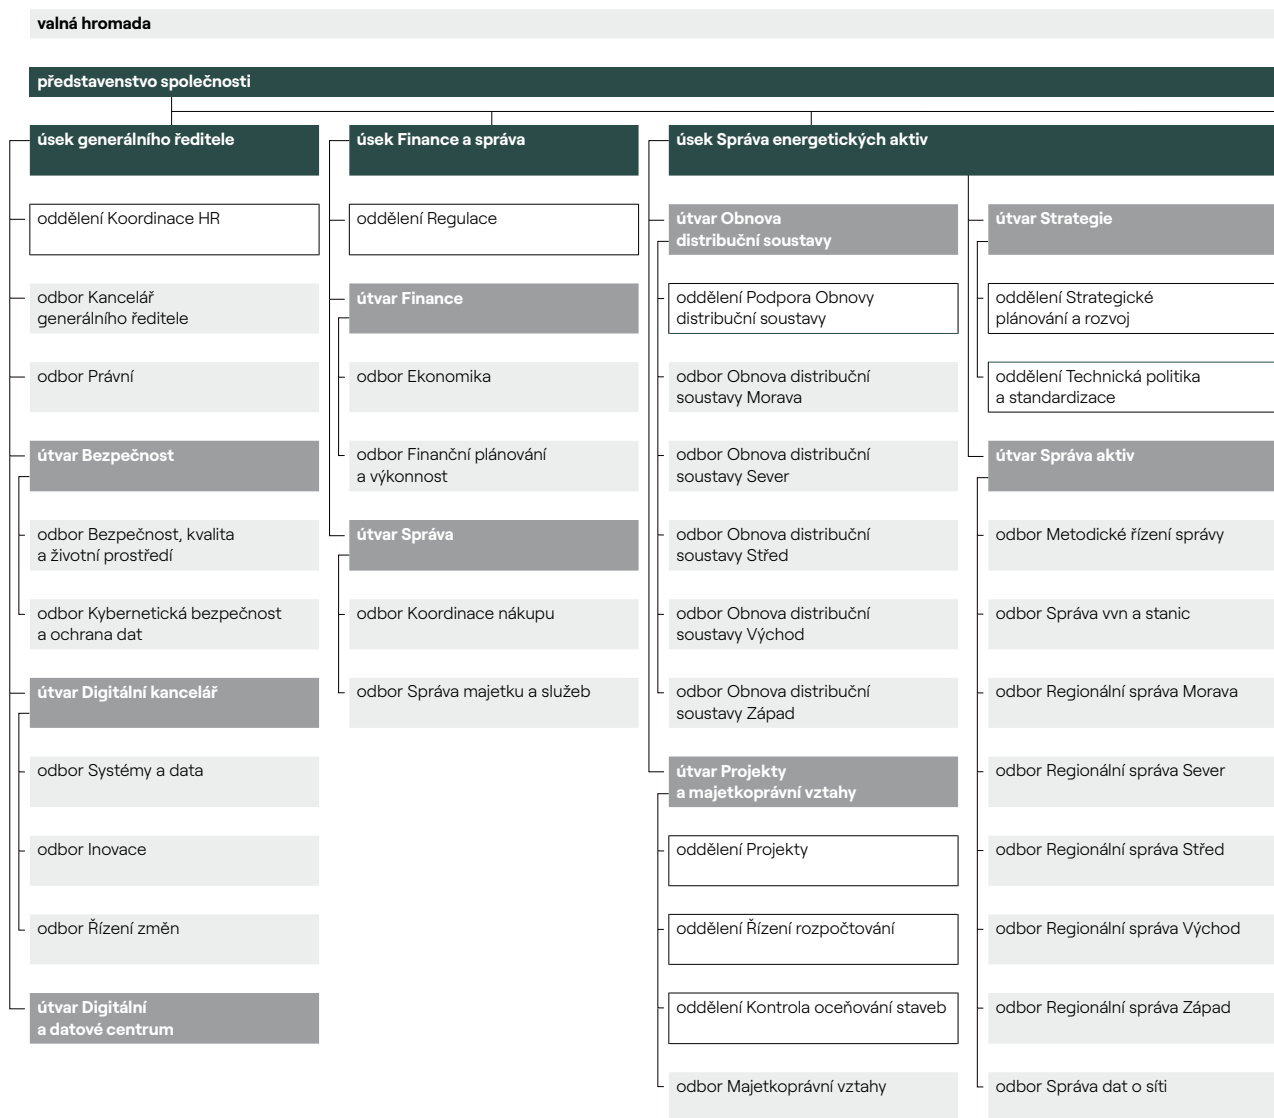 valná hromada
představenstvo společnosti
úsek generálního ředitele
oddělení Koordinace HR
odbor Kancelář
generálního ředitele
odbor Právní
útvar Bezpečnost
odbor Bezpečnost, kvalita
a životní prostředí
odbor Kybernetická bezpečnost
a ochrana dat
útvar Digitální kancelář
odbor Systémy a data
odbor Inovace
odbor Řízení změn
útvar Digitální
a datové centrum
úsek Finance a správa
oddělení Regulace
útvar Finance
odbor Ekonomika
odbor Finanční plánování
a výkonnost
útvar Správa
odbor Koordinace nákupu
odbor Správa majetku a služeb
úsek Správa energetických aktiv
útvar Obnova
distribuční soustavy
oddělení Podpora Obnovy
distribuční soustavy
odbor Obnova distribuční
soustavy Morava
odbor Obnova distribuční
soustavy Sever
odbor Obnova distribuční
soustavy Střed
odbor Obnova distribuční
soustavy Východ
odbor Obnova distribuční
soustavy Západ
útvar Projekty
a majetkoprávní vztahy
oddělení Projekty
oddělení Řízení rozpočtování
oddělení Kontrola oceňování staveb
odbor Majetkoprávní vztahy
útvar Strategie
oddělení Strategické
plánování a rozvoj
oddělení Technická politika
a standardizace
útvar Správa aktiv
odbor Metodické řízení správy
odbor Správa vvn a stanic
odbor Regionální správa Morava
odbor Regionální správa Sever
odbor Regionální správa Střed
odbor Regionální správa Východ
odbor Regionální správa Západ
odbor Správa dat o síti